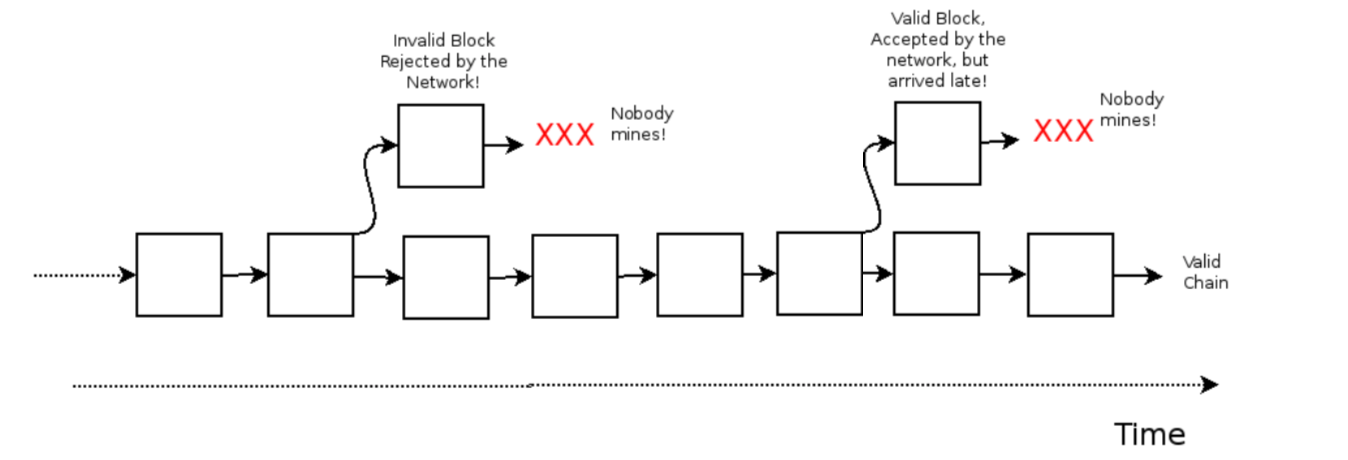 Invalid Block
Rejected by the
Network!
XXX
Nobody
mines!
Valid Block,
Accepted by the
network, but
arrived late!
XXX
Nobody
mines!
Valid
Chain
Time